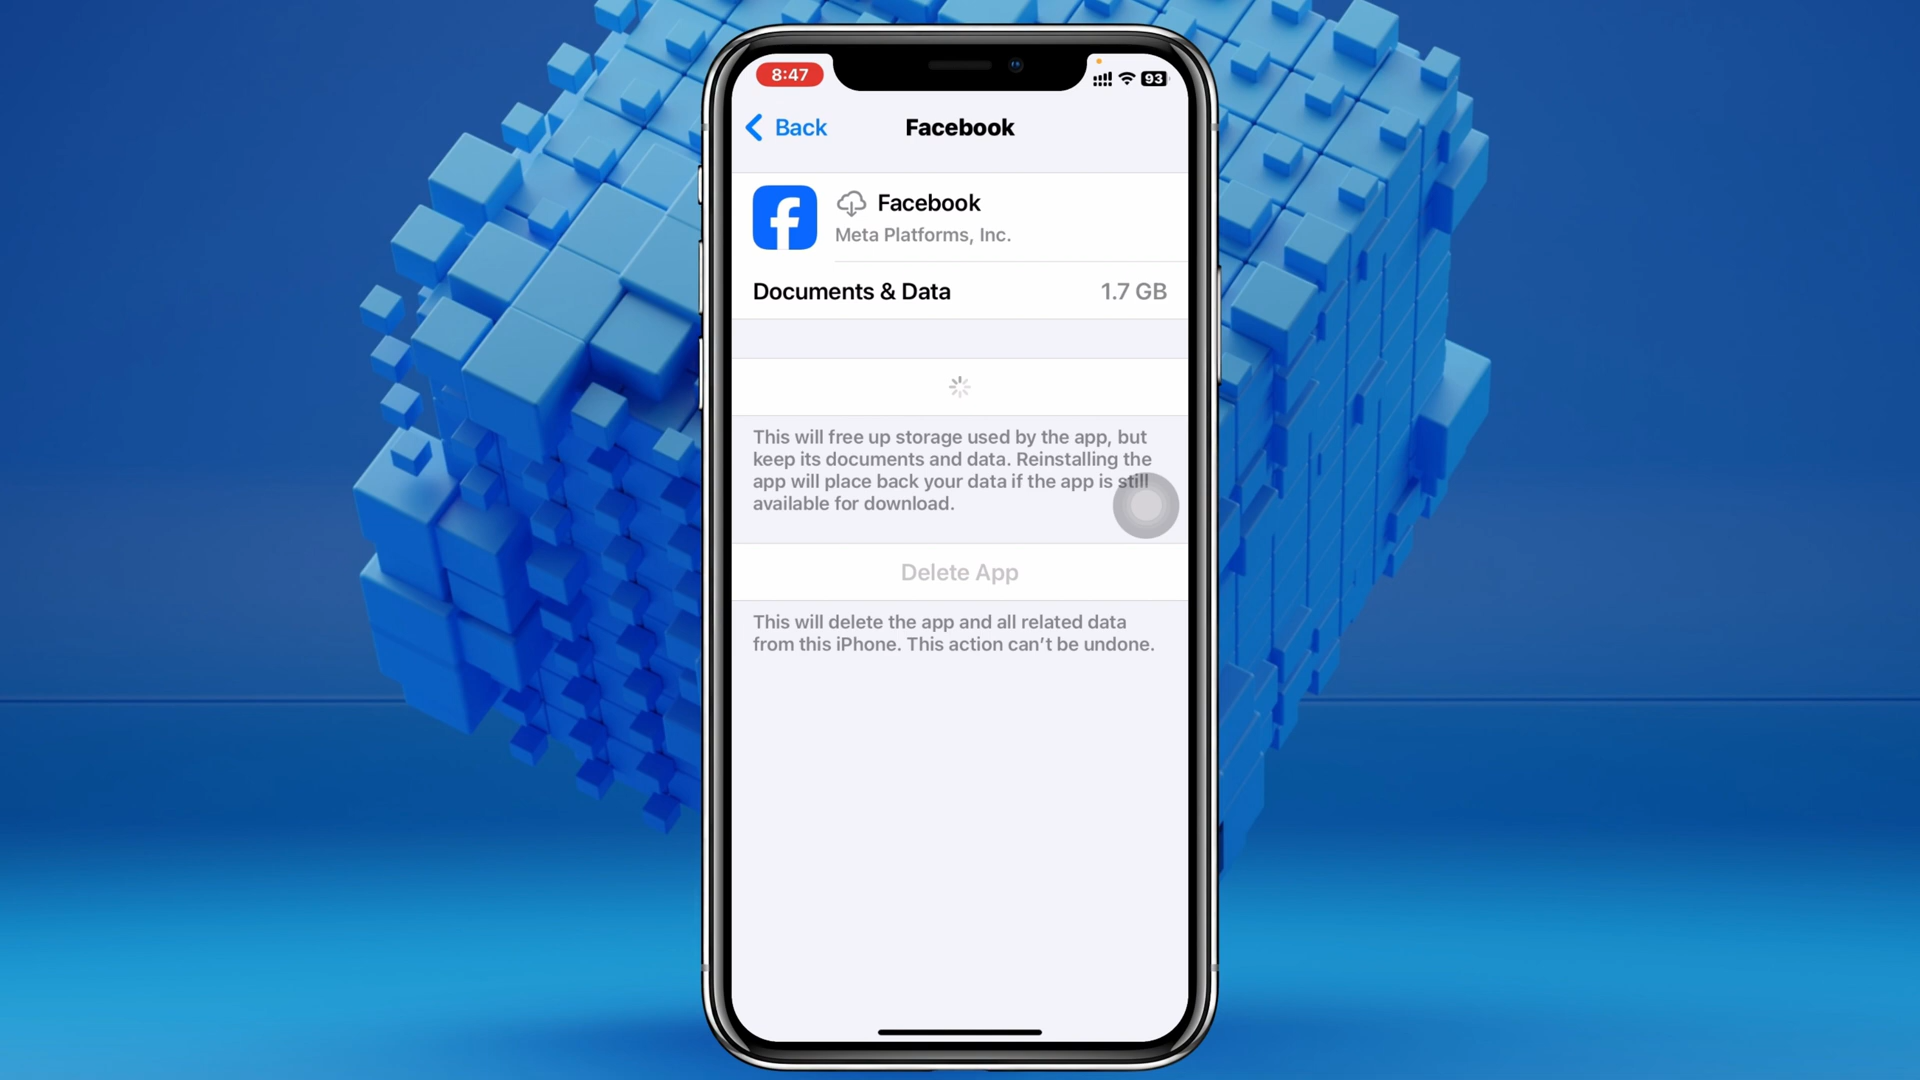 8:47
93
Back
Facebook
Facebook
Meta Platforms, Inc.
Documents & Data
1.7 GB
This will free up storage used by the app, but
keep its documents and data. Reinstalling the
app will place back your data if the app is still
available for download.
Delete App
This will delete the app and all related data
from this iPhone. This action can’t be undone.